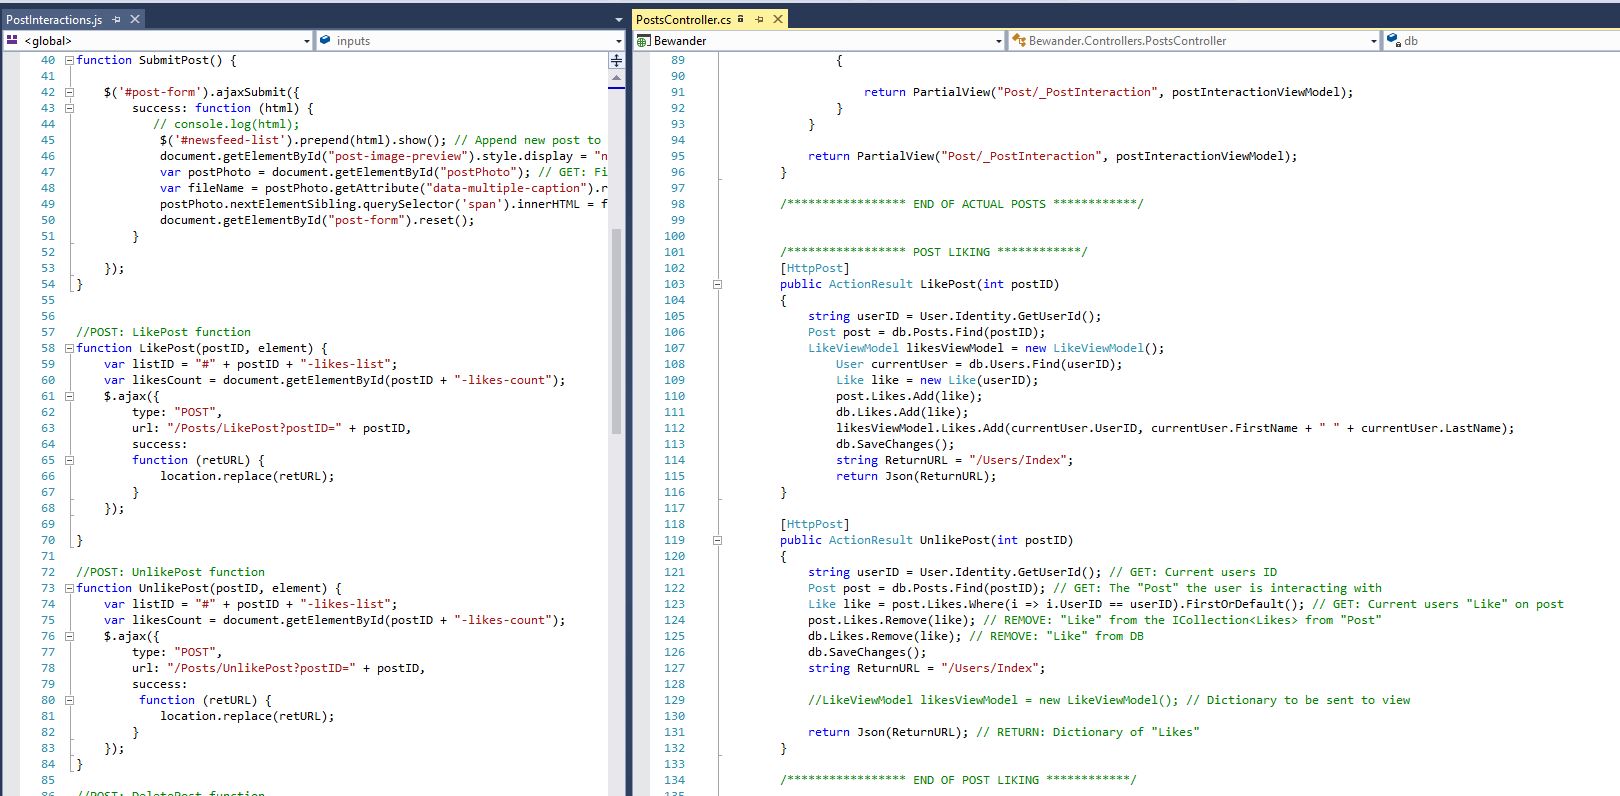 PostInteractions.js
<global>
inputs
40 function SubmitPost() {
41
42 $('#post-form').ajaxSubmit({
43 success: function (html) {
44 // console.log(html);
45 $('#newsfeed-list').prepend(html).show(); // Append new post to
46 document.getElementById("post-image-preview").style.display = "n
47 var postPhoto = document.getElementById("postPhoto"); // GET: Fi
48 var fileName = postPhoto.getAttribute("data-multiple-caption").r
49 postPhoto.nextElementSibling.querySelector('span').innerHTML = f
50 document.getElementById("post-form").reset();
51 }
52
53 });
54 }
55
56
57 //POST: LikePost function
58 function LikePost(postID, element) {
59 var listID = "#" + postID + "-likes-list";
60 var likesCount = document.getElementById(postID + "-likes-count");
61 $.ajax({
62 type: "POST",
63 url: "/Posts/LikePost?postID=" + postID,
64 success:
65 function (retURL) {
66 location.replace(retURL);
67 }
68 });
69
70 }
71
72 //POST: UnlikePost function
73 function UnlikePost(postID, element) {
74 var listID = "#" + postID + "-likes-list";
75 var likesCount = document.getElementById(postID + "-likes-count");
76 $.ajax({
77 type: "POST",
78 url: "/Posts/UnlikePost?postID=" + postID,
79 success:
80 function (retURL) {
81 location.replace(retURL);
82 }
83 });
84 }
85
86 //POST: DeletePost function
PostsController.cs
Bewander
Bewander.Controllers.PostsController
db
89 {
90
91 return PartialView("Post/_PostInteraction", postInteractionViewModel);
92 }
93 }
94
95 return PartialView("Post/_PostInteraction", postInteractionViewModel);
96 }
97
98 /***************** END OF ACTUAL POSTS ************/
99
100
101 /***************** POST LIKING ************/
102 [HttpPost]
103 public ActionResult LikePost(int postID)
104 {
105 string userID = User.Identity.GetUserId();
106 Post post = db.Posts.Find(postID);
107 LikeViewModel likesViewModel = new LikeViewModel();
108 User currentUser = db.Users.Find(userID);
109 Like like = new Like(userID);
110 post.Likes.Add(like);
111 db.Likes.Add(like);
112 likesViewModel.Likes.Add(currentUser.UserID, currentUser.FirstName + " " + currentUser.LastName);
113 db.SaveChanges();
114 string ReturnURL = "/Users/Index";
115 return Json(ReturnURL);
116 }
117
118 [HttpPost]
119 public ActionResult UnlikePost(int postID)
120 {
121 string userID = User.Identity.GetUserId(); // GET: Current users ID
122 Post post = db.Posts.Find(postID); // GET: The "Post" the user is interacting with
123 Like like = post.Likes.Where(i => i.UserID == userID).FirstOrDefault(); // GET: Current users "Like" on post
124 post.Likes.Remove(like); // REMOVE: "Like" from the ICollection<Likes> from "Post"
125 db.Likes.Remove(like); // REMOVE: "Like" from DB
126 db.SaveChanges();
127 string ReturnURL = "/Users/Index";
128
129 //LikeViewModel likesViewModel = new LikeViewModel(); // Dictionary to be sent to view
130
131 return Json(ReturnURL); // RETURN: Dictionary of "Likes"
132 }
133
134 /***************** END OF POST LIKING ************/
135